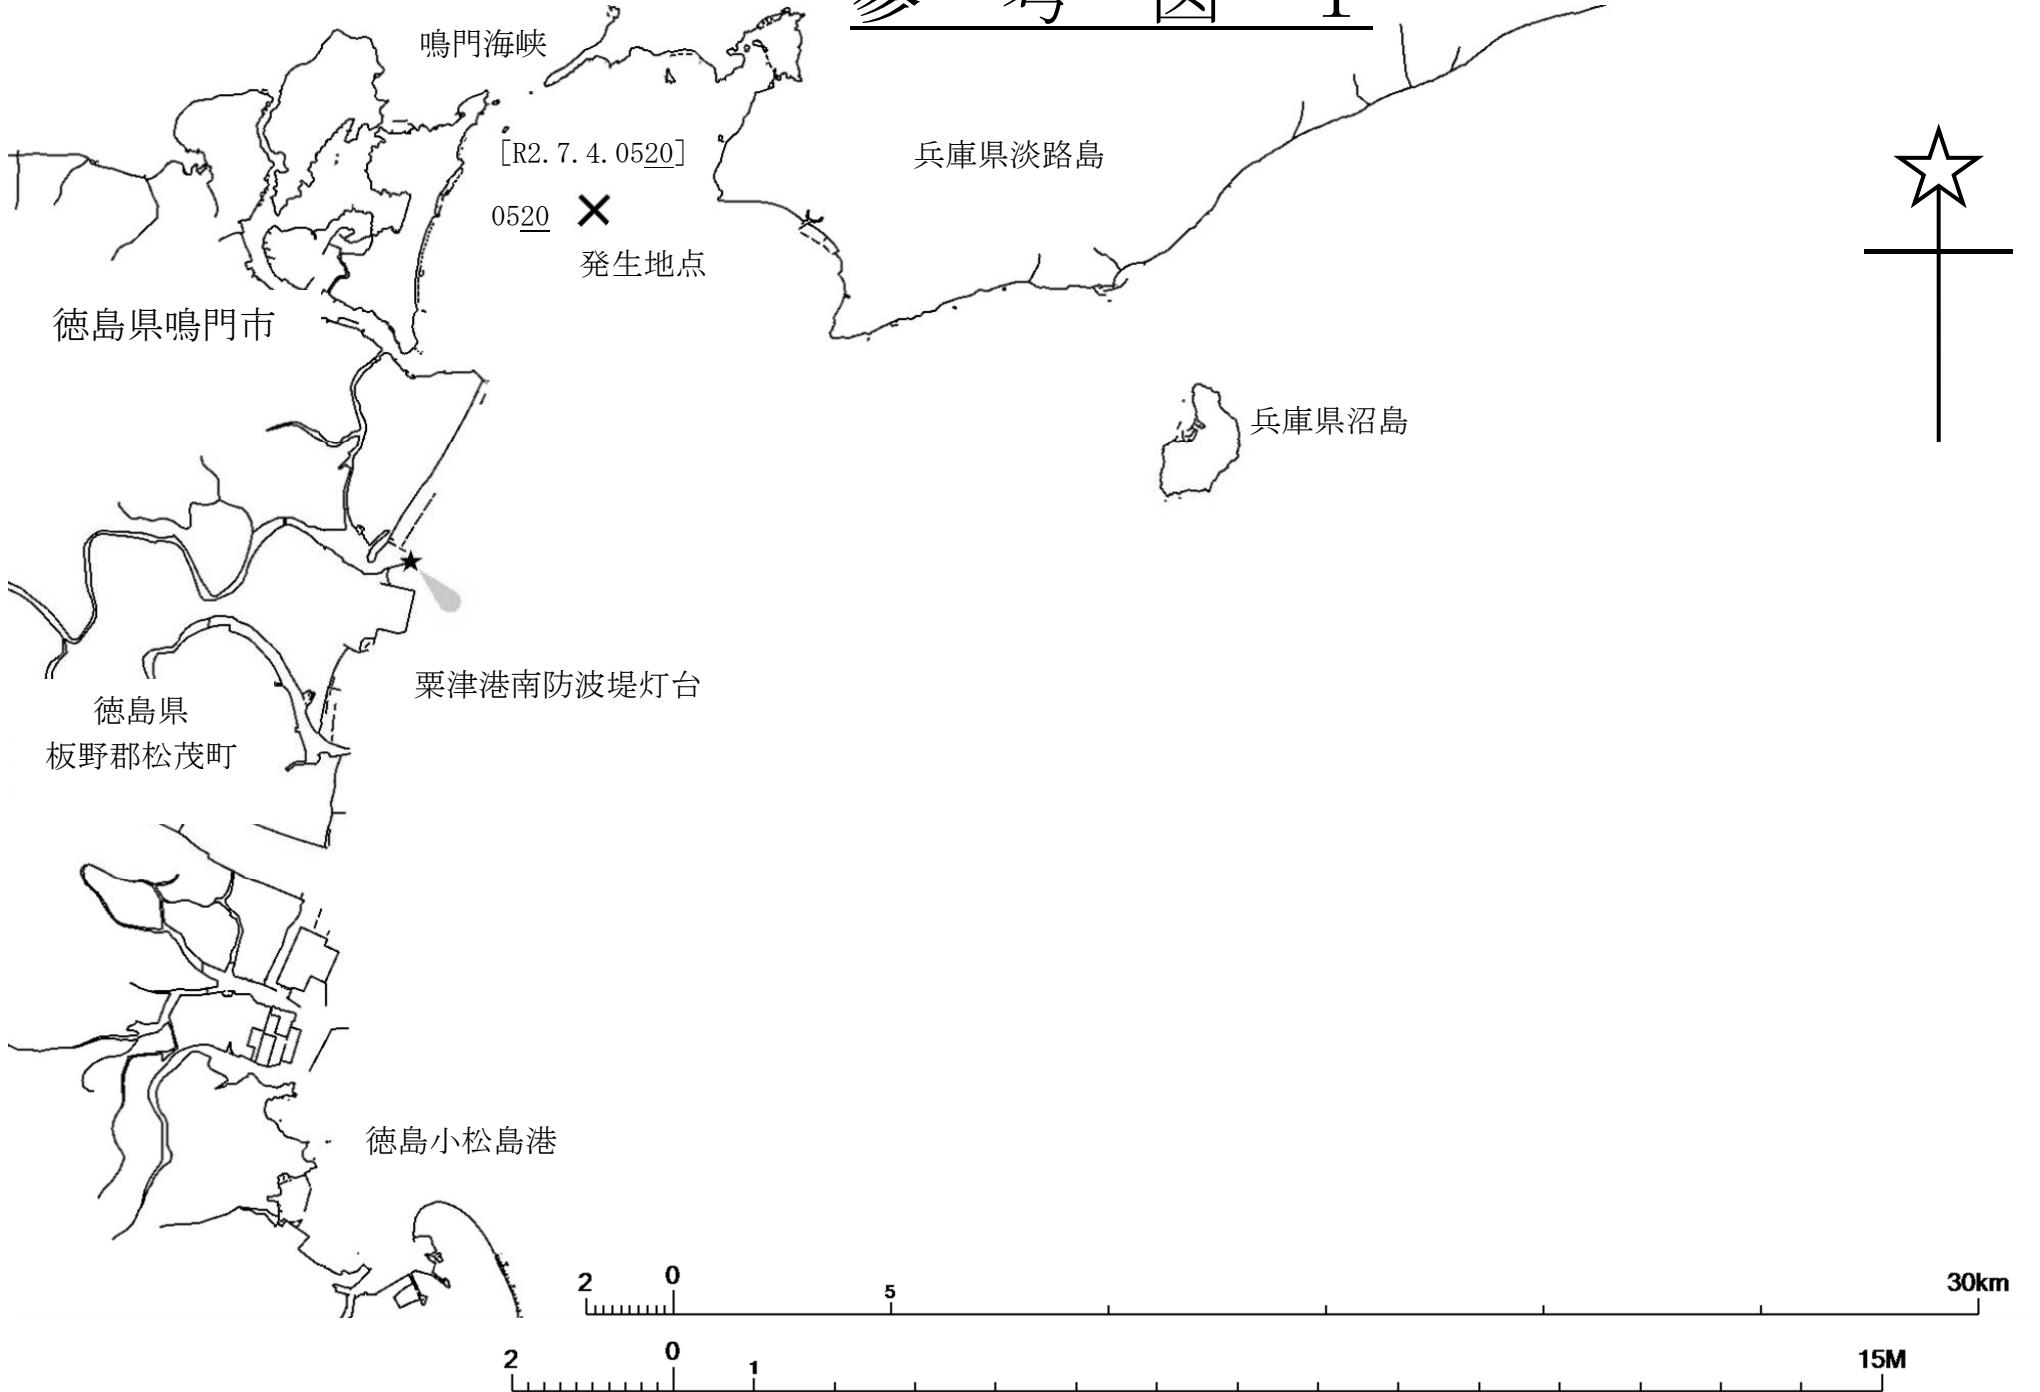 参考図1
鳴門海峡
[R2.7.4.0520]
兵庫県淡路島
0520
発生地点
徳島県鳴門市
兵庫県沼島
粟津港南防波堤灯台
徳島県
板野郡松茂町
徳島小松島港
2 0 5 30km
2 0 1 15M